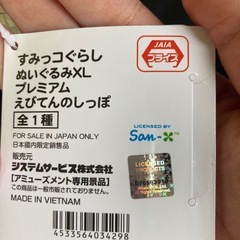 すみっコぐらし
ぬいぐるみXL
プレミアム
えびてんのしっぽ
全1種
FOR SALE IN JAPAN ONLY
日本國内限定銷售品
販売元
システムサービス株式会社
【アミューズメント専用景品】
この商品は一般市販されておりません
MADE IN VIETNAM
4533564034298
JAIA
プライズ
LICENSED BY
San-X
LICENSED